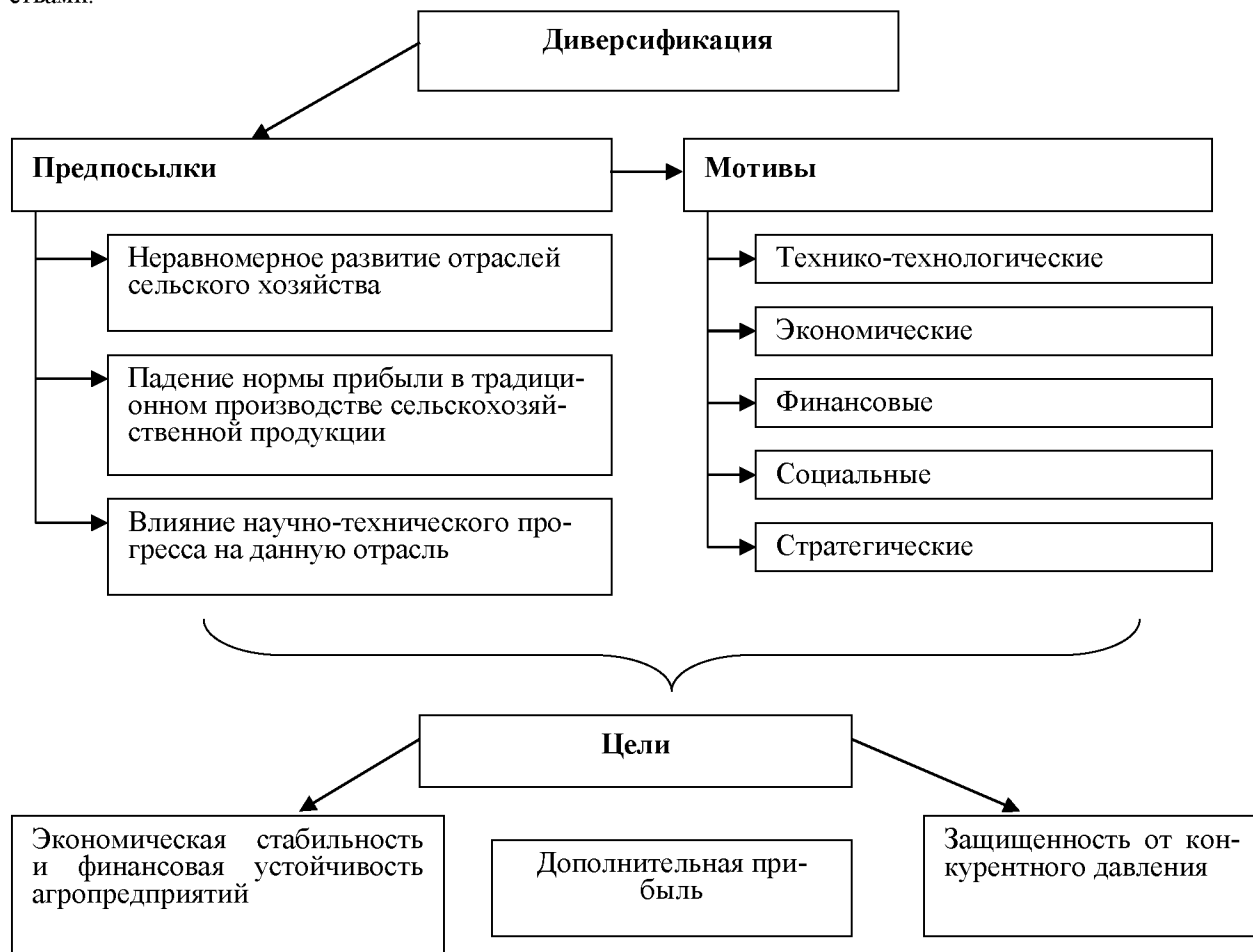 ствами.
Диверсификация
Предпосылки
Мотивы
Неравномерное развитие отраслей
сельского хозяйства
Падение нормы прибыли в традици-
онном производстве сельскохозяй-
ственной продукции
Влияние научно-технического про-
гресса на данную отрасль
Технико-технологические
Экономические
Финансовые
Социальные
Стратегические
Цели
Экономическая стабильность
и финансовая устойчивость
агропредприятий
Дополнительная при-
быль
Защищенность от кон-
курентного давления